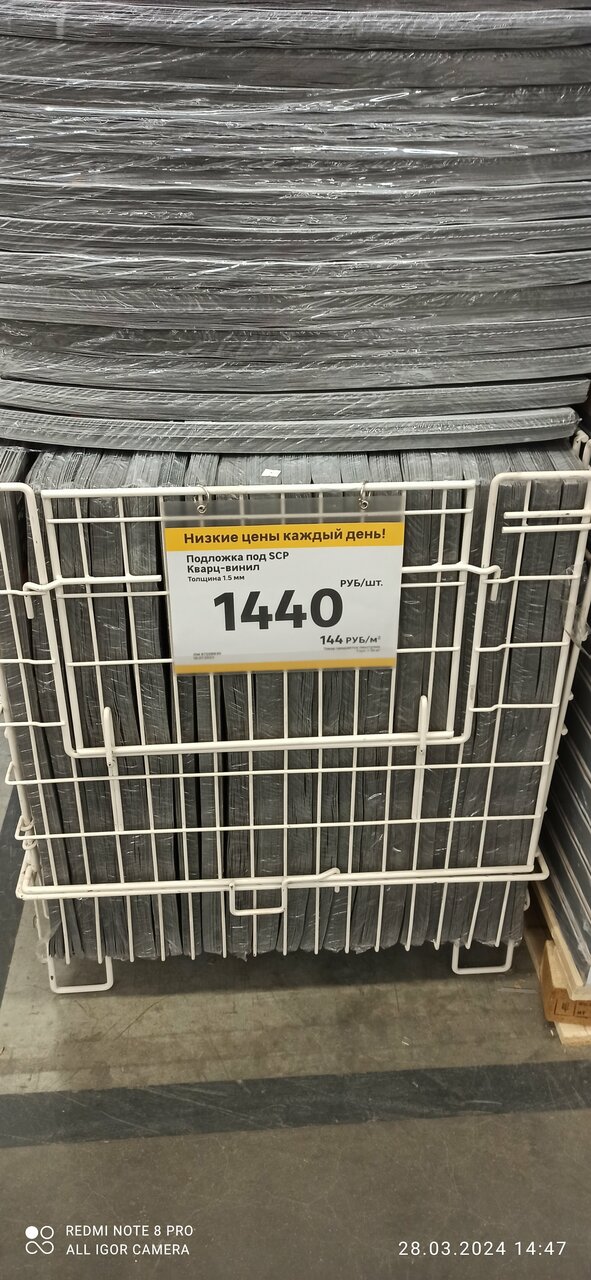 Низкие цены каждый день!
Подложка под SCP
Кварц-винил
Толщина 1.5 мм
РУБ/шт.
1440
144 РУБ/м²
REDMI NOTE 8 PRO
ALL IGOR CAMERA
28.03.2024 14:47